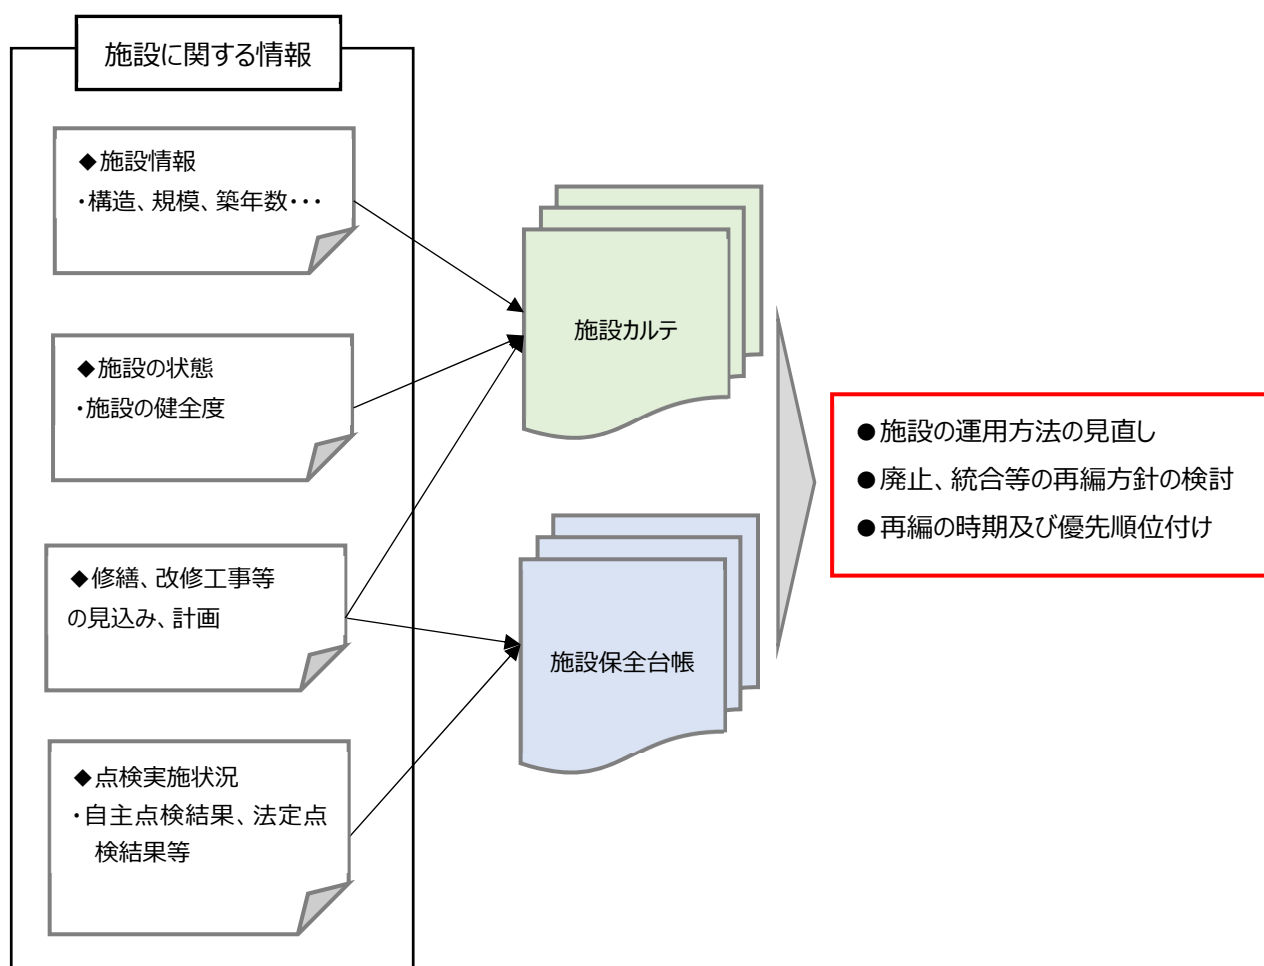 施設に関する情報
◆施設情報
・構造、規模、築年数・・・
◆施設の状態
・施設の健全度
◆修繕、改修工事等
の見込み、計画
◆点検実施状況
・自主点検結果、法定点
検結果等
施設カルテ
施設保全台帳
●施設の運用方法の見直し
●廃止、統合等の再編方針の検討
●再編の時期及び優先順位付け